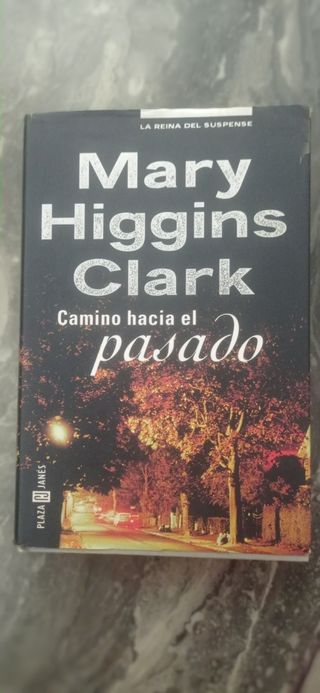 LA REINA DEL SUSPENSE
Mary
Higgins
Clark
Camino hacia el
pasado
PLAZA JANÉS